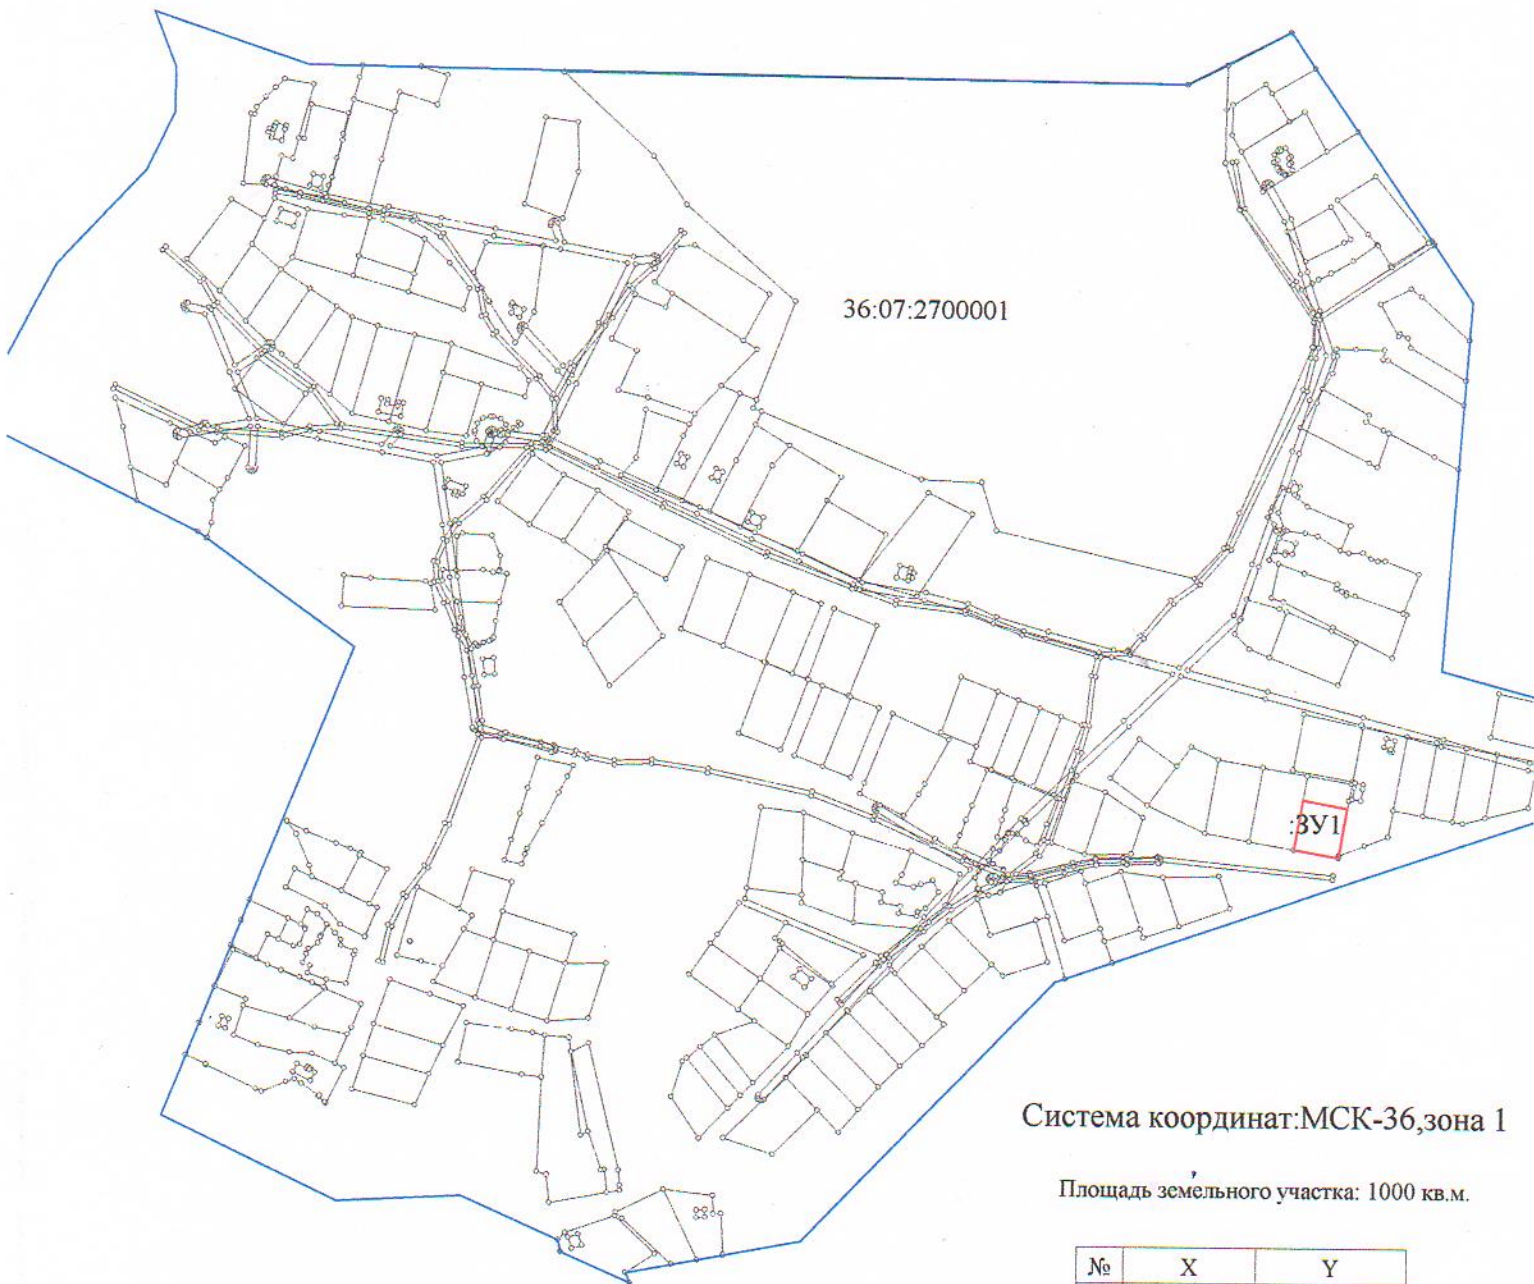 36:07:2700001
:ЗУ1
Система координат:МСК-36,зона 1
Площадь земельного участка: 1000 кв.м.
№ X Y